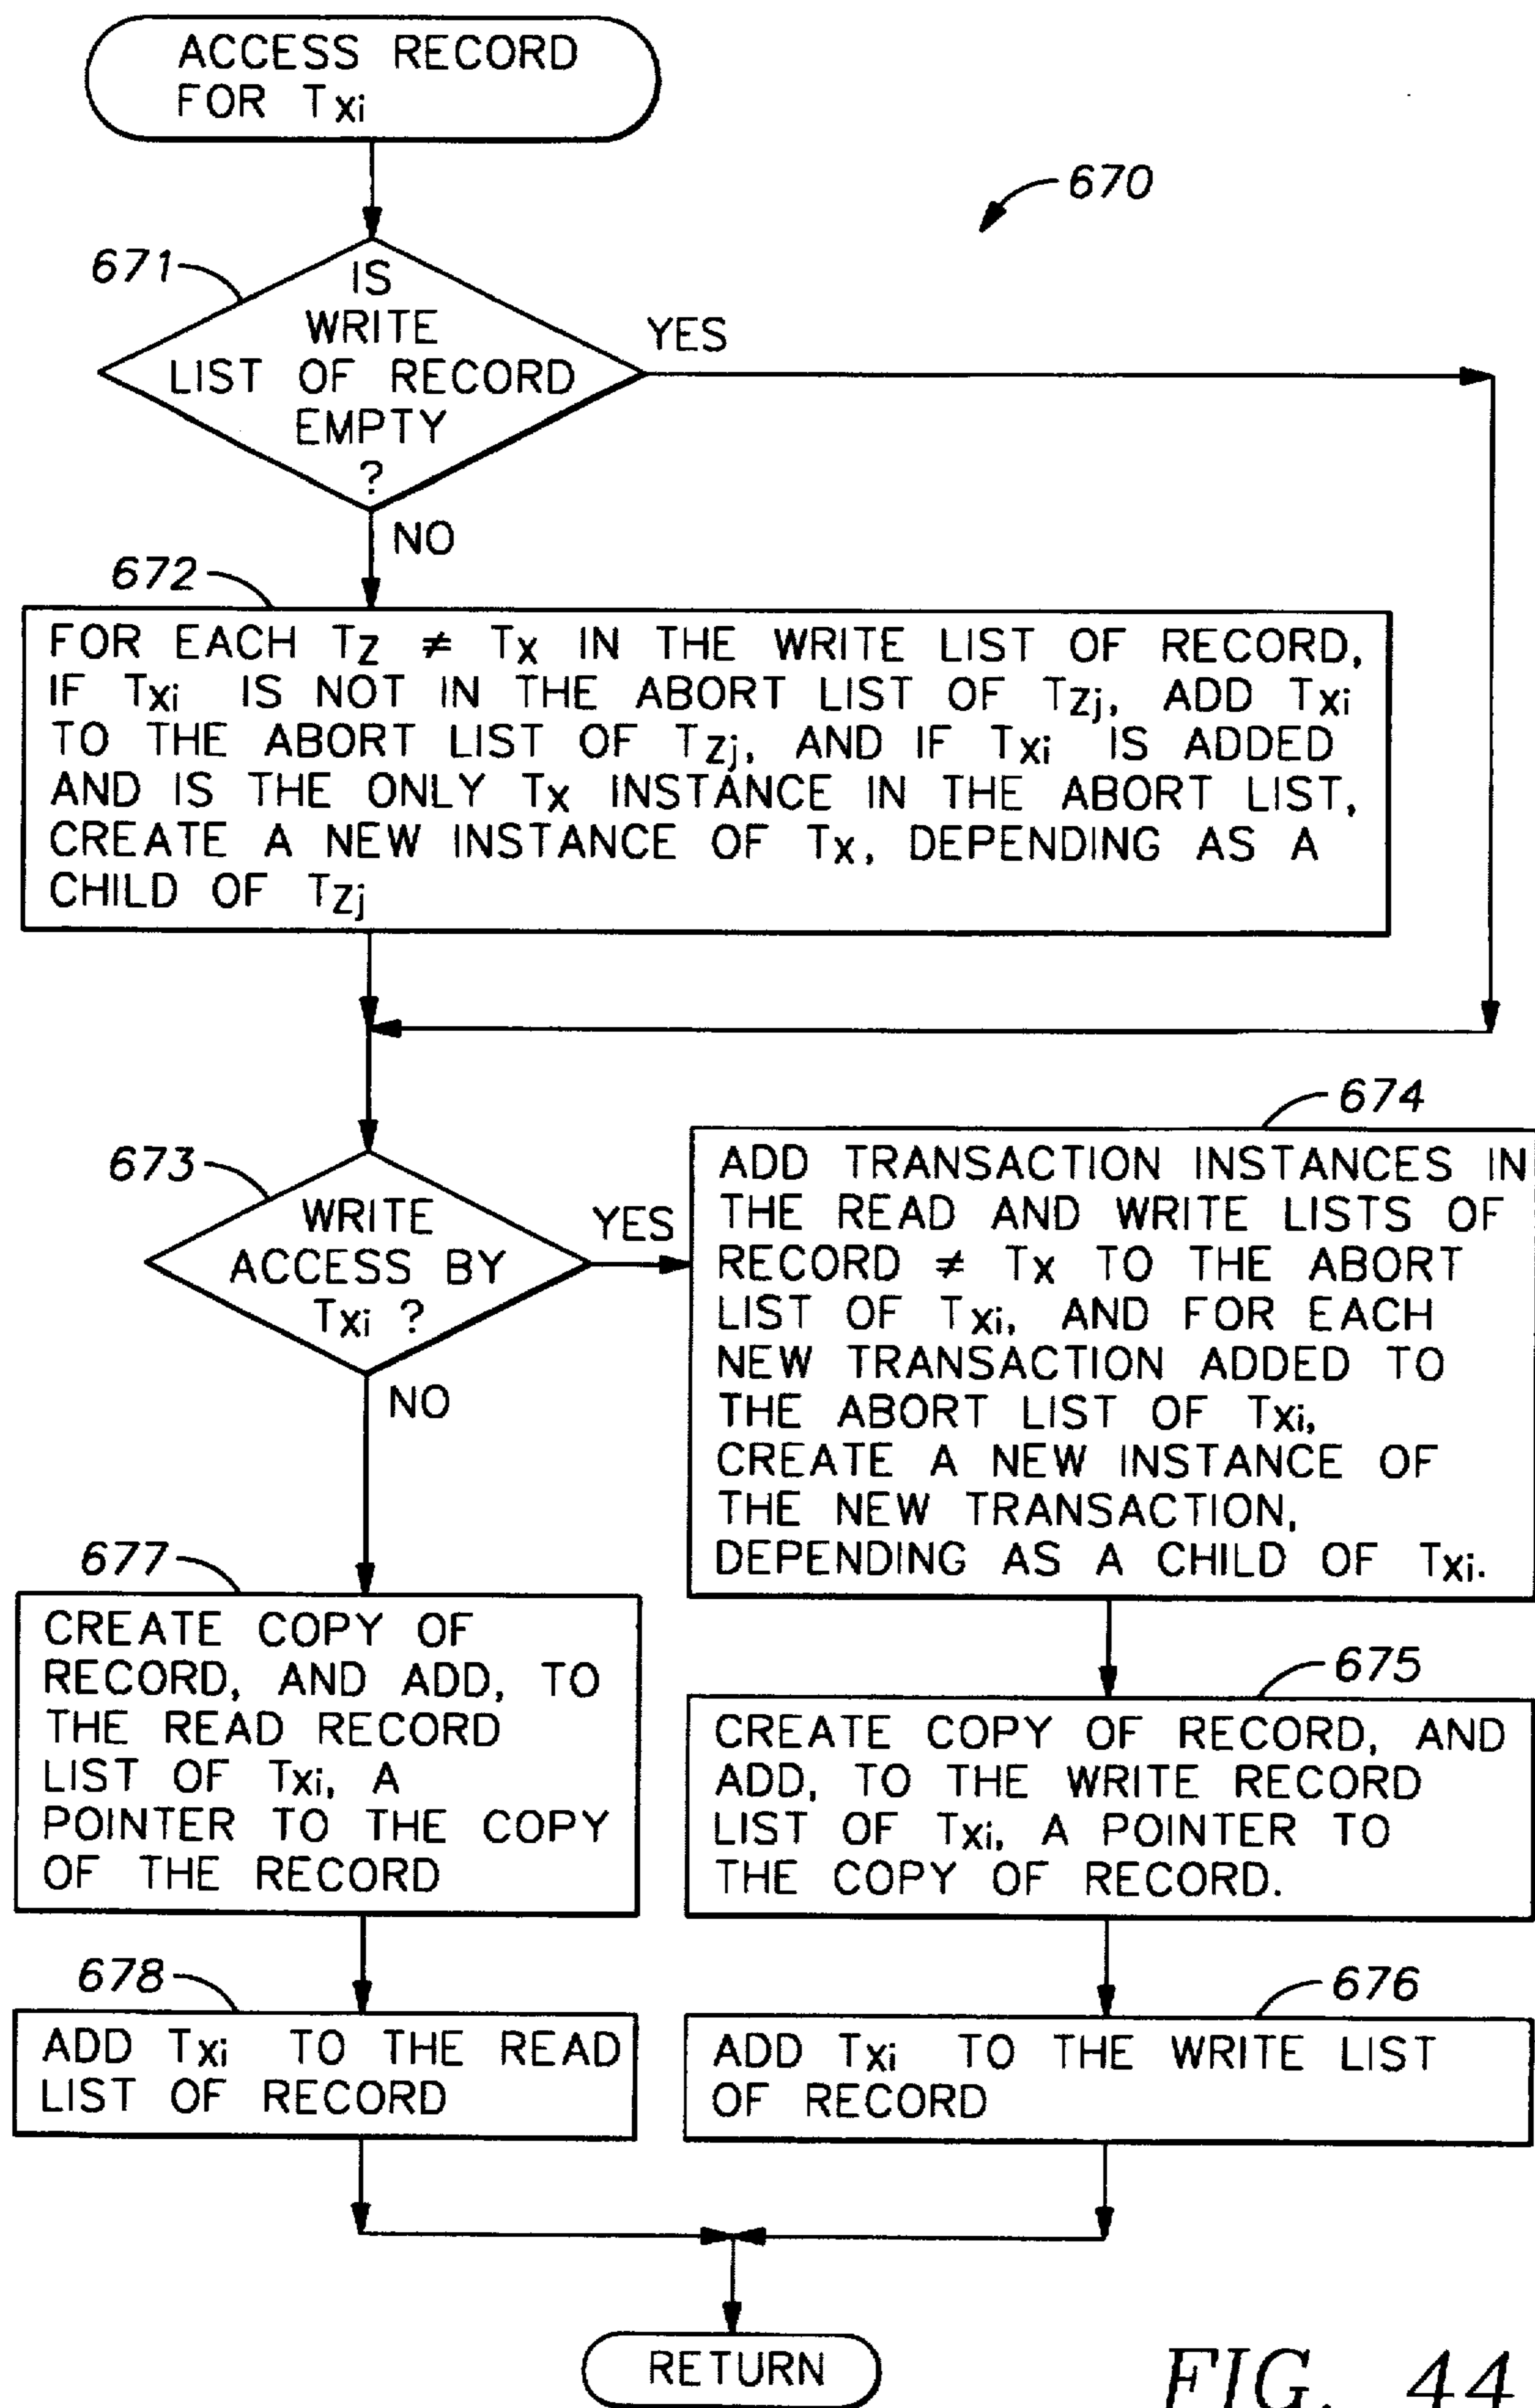 ACCESS RECORD
FOR Txi
670
671
IS
WRITE
LIST OF RECORD
EMPTY
?
YES
NO
672
FOR EACH Tz ≠ Tx IN THE WRITE LIST OF RECORD,
IF Txi IS NOT IN THE ABORT LIST OF Tzj, ADD Txi
TO THE ABORT LIST OF Tzj, AND IF Txi IS ADDED
AND IS THE ONLY Tx INSTANCE IN THE ABORT LIST,
CREATE A NEW INSTANCE OF Tx, DEPENDING AS A
CHILD OF Tzj
673
WRITE
ACCESS BY
Txi ?
YES
NO
674
ADD TRANSACTION INSTANCES IN
THE READ AND WRITE LISTS OF
RECORD ≠ Tx TO THE ABORT
LIST OF Txi, AND FOR EACH
NEW TRANSACTION ADDED TO
THE ABORT LIST OF Txi,
CREATE A NEW INSTANCE OF
THE NEW TRANSACTION,
DEPENDING AS A CHILD OF Txi.
677
CREATE COPY OF
RECORD, AND ADD, TO
THE READ RECORD
LIST OF Txi, A
POINTER TO THE COPY
OF THE RECORD
675
CREATE COPY OF RECORD, AND
ADD, TO THE WRITE RECORD
LIST OF Txi, A POINTER TO
THE COPY OF RECORD.
678
ADD Txi TO THE READ
LIST OF RECORD
676
ADD Txi TO THE WRITE LIST
OF RECORD
RETURN
FIG. 44